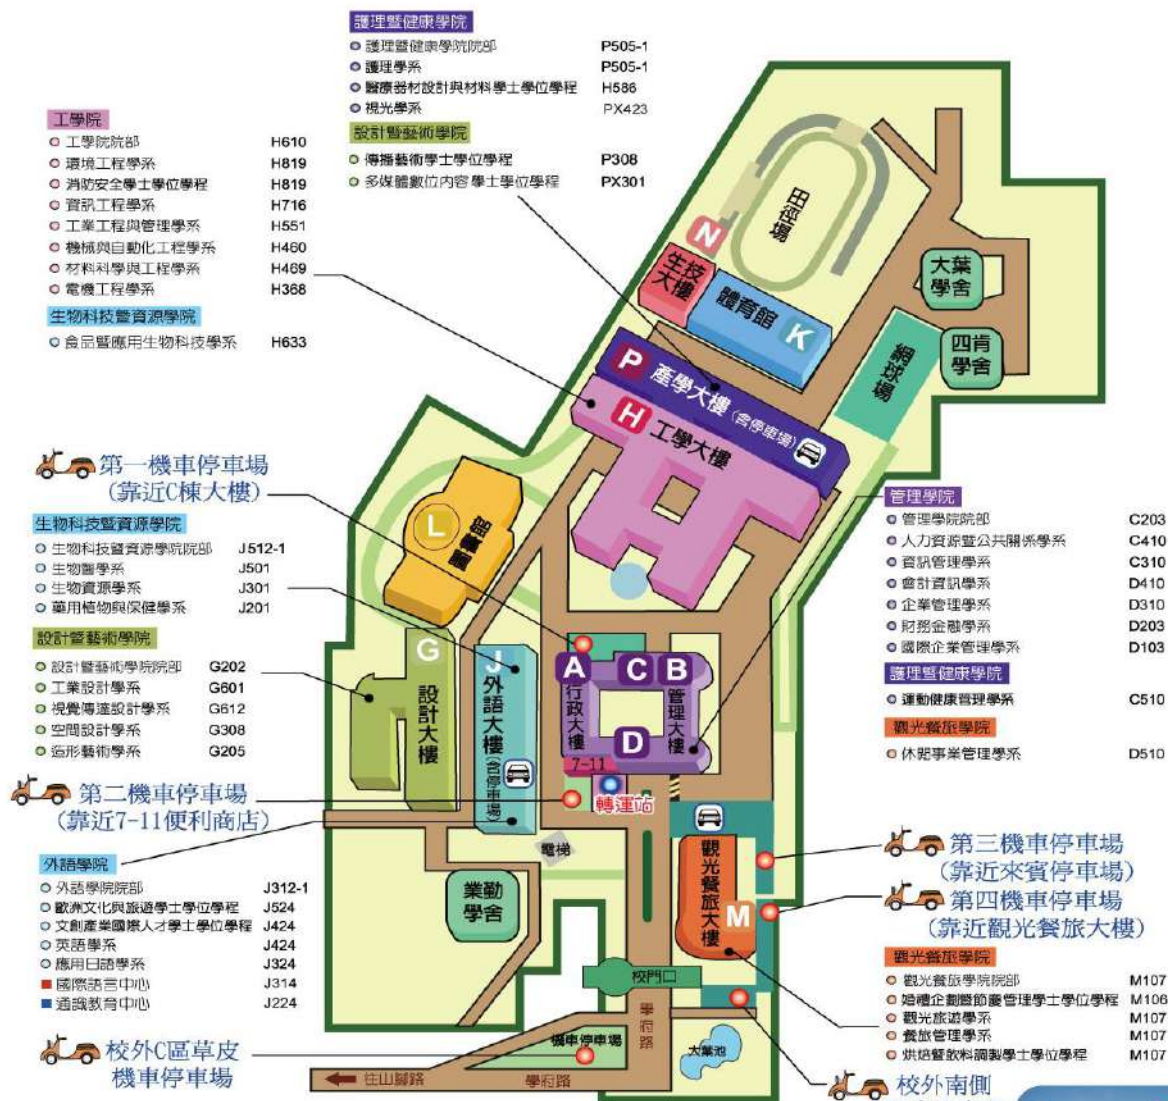 護理暨健康學院
護理暨健康學院院部 P505-1
護理學系 P505-1
醫療器材設計與材料學士學位學程 H586
視光學系 PX423
設計暨藝術學院
傳播藝術學士學位學程 P308
多媒體數位內容學士學位學程 PX301
工學院
工學院院部 H610
環境工程學系 H819
消防安全學士學位學程 H819
資訊工程學系 H716
工業工程與管理學系 H551
機械與自動化工程學系 H460
材料科學與工程學系 H469
電機工程學系 H368
生物科技暨資源學院
食品暨應用生物科技學系 H633
田徑場
N
生技大樓
體育館
K
大葉學舍
四肯學舍
網球場
P 產學大樓(含停車場)
H 工學大樓
第一機車停車場
(靠近C棟大樓)
L
圖書館
生物科技暨資源學院
生物科技暨資源學院院部 J512-1
生物醫學系 J501
生物資源學系 J301
藥用植物與保健學系 J201
設計暨藝術學院
設計暨藝術學院院部 G202
工業設計學系 G601
視覺傳達設計學系 G612
空間設計學系 G308
造形藝術學系 G205
G
設計大樓
J
外語大樓(含停車場)
A
行政大樓
C
B
管理大樓
D
7-11
轉運站
管理學院
管理學院院部 C203
人力資源暨公共關係學系 C410
資訊管理學系 C310
會計資訊學系 D410
企業管理學系 D310
財務金融學系 D203
國際企業管理學系 D103
護理暨健康學院
運動健康管理學系 C510
觀光餐旅學院
休閒事業管理學系 D510
第二機車停車場
(靠近7-11便利商店)
電梯
業勤學舍
觀光餐旅大樓
M
第三機車停車場
(靠近來賓停車場)
第四機車停車場
(靠近觀光餐旅大樓)
外語學院
外語學院院部 J312-1
歐洲文化與旅遊學士學位學程 J524
文創產業國際人才學士學位學程 J424
英語學系 J424
應用日語學系 J324
國際語言中心 J314
通識教育中心 J224
觀光餐旅學院
觀光餐旅學院院部 M107
婚禮企劃暨節慶管理學士學位學程 M106
觀光旅遊學系 M107
餐旅管理學系 M107
烘焙暨飲料調製學士學位學程 M107
校門口
學府路
大葉池
機車停車場
校外C區草皮
機車停車場
往山腳路
學府路
校外南側